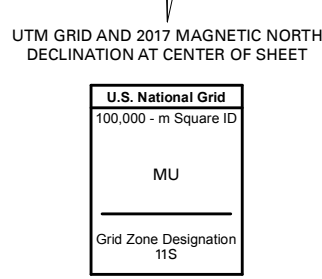 UTM GRID AND 2017 MAGNETIC NORTH
DECLINATION AT CENTER OF SHEET
U.S. National Grid
100,000 - m Square ID
MU
Grid Zone Designation
11S